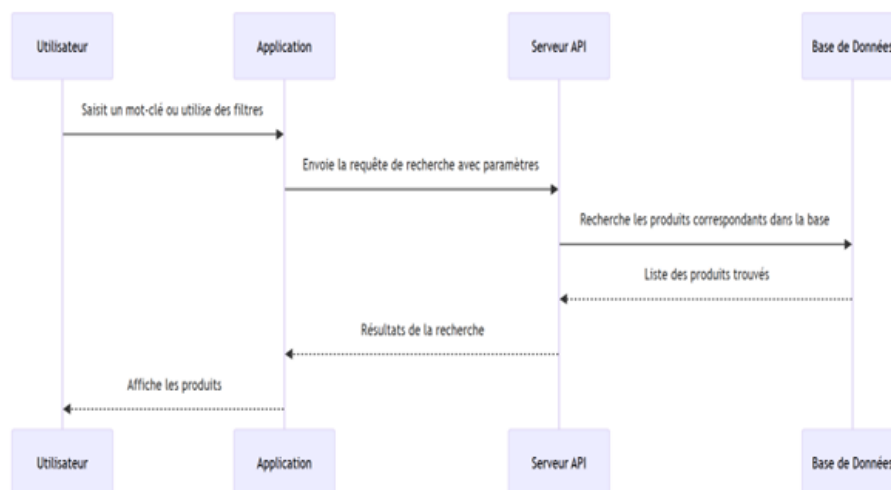 Utilisateur
Application
Serveur API
Base de Données
Saisit un mot-clé ou utilise des filtres
Envoie la requête de recherche avec paramètres
Recherche les produits correspondants dans la base
Liste des produits trouvés
Résultats de la recherche
Affiche les produits
Utilisateur
Application
Serveur API
Base de Données